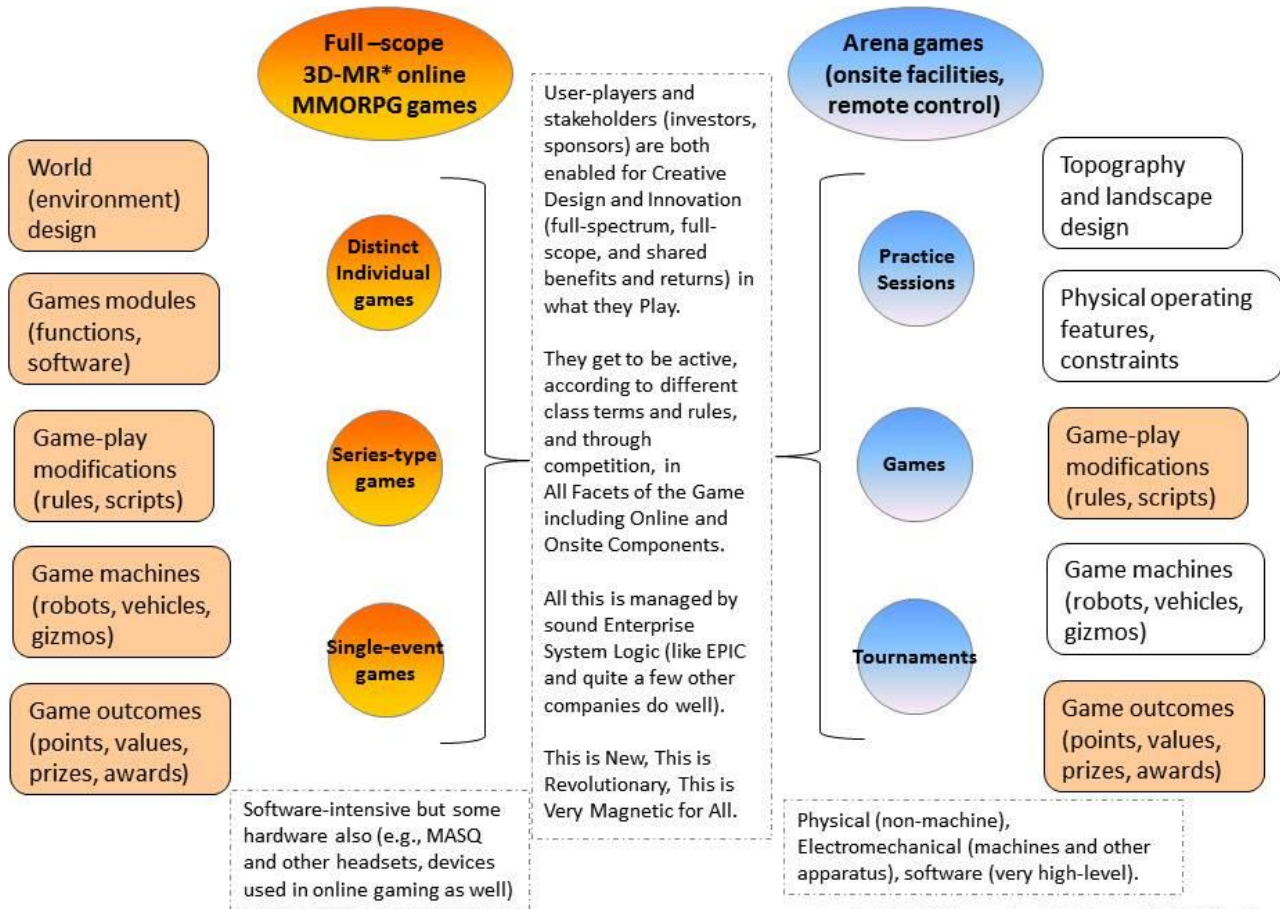 Full –scope
3D-MR* online
MMORPG games
Arena games
(onsite facilities,
remote control)
World
(environment)
design
Games modules
(functions,
software)
Game-play
modifications
(rules, scripts)
Game machines
(robots, vehicles,
gizmos)
Game outcomes
(points, values,
prizes, awards)
Distinct
Individual
games
Series-type
games
Single-event
games
User-players and
stakeholders (investors,
sponsors) are both
enabled for Creative
Design and Innovation
(full-spectrum, full-
scope, and shared
benefits and returns) in
what they Play.
They get to be active,
according to different
class terms and rules,
and through
competition, in
All Facets of the Game
including Online and
Onsite Components.
All this is managed by
sound Enterprise
System Logic (like EPIC
and quite a few other
companies do well).
This is New, This is
Revolutionary, This is
Very Magnetic for All.
Practice
Sessions
Games
Tournaments
Topography
and landscape
design
Physical operating
features,
constraints
Game-play
modifications
(rules, scripts)
Game machines
(robots, vehicles,
gizmos)
Game outcomes
(points, values,
prizes, awards)
Software-intensive but some
hardware also (e.g., MASQ
and other headsets, devices
used in online gaming as well)
Physical (non-machine),
Electromechanical (machines and other
apparatus), software (very high-level).